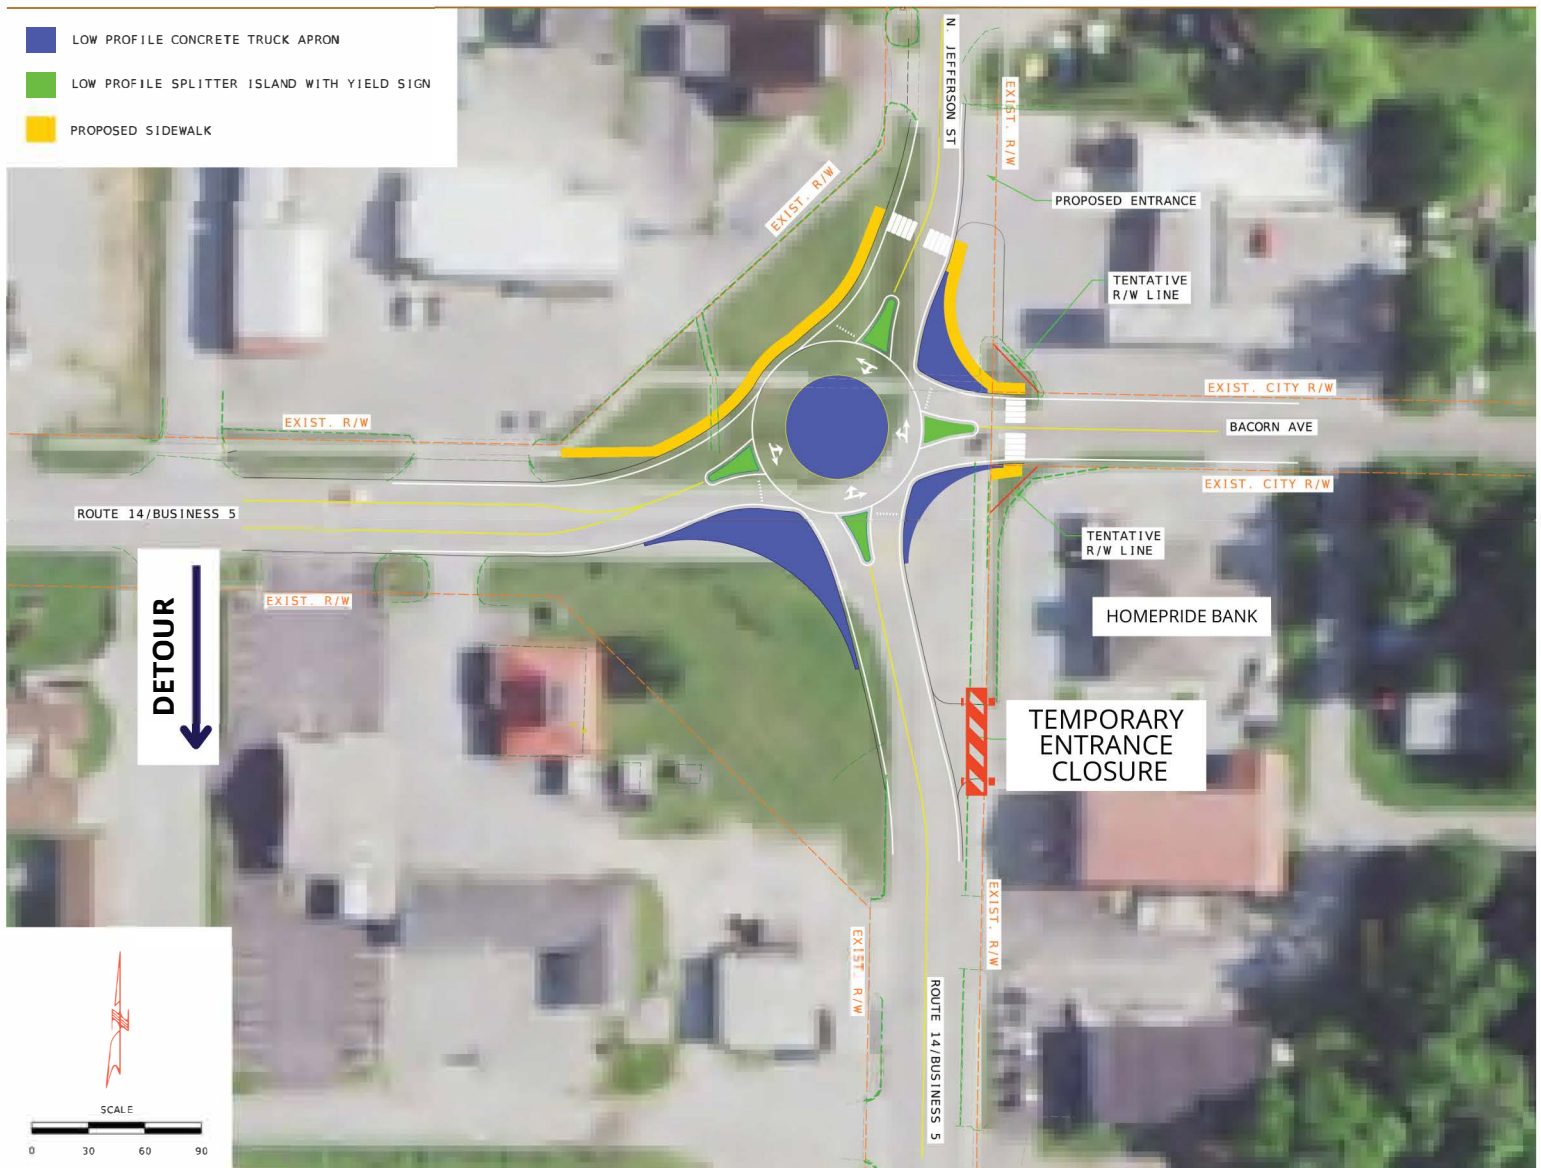 LOW PROFILE CONCRETE TRUCK APRON
LOW PROFILE SPLITTER ISLAND WITH YIELD SIGN
PROPOSED SIDEWALK
N. JEFFERSON ST
EXIST. R/W
EXIST. R/W
PROPOSED ENTRANCE
TENTATIVE
R/W LINE
EXIST. CITY R/W
EXIST. R/W
BACORN AVE
EXIST. CITY R/W
ROUTE 14/BUSINESS 5
TENTATIVE
R/W LINE
EXIST. R/W
DETOUR
HOMEPRIDE BANK
TEMPORARY
ENTRANCE
CLOSURE
EXIST. R/W
EXIST. R/W
ROUTE 14/BUSINESS 5
SCALE
0 30 60 90